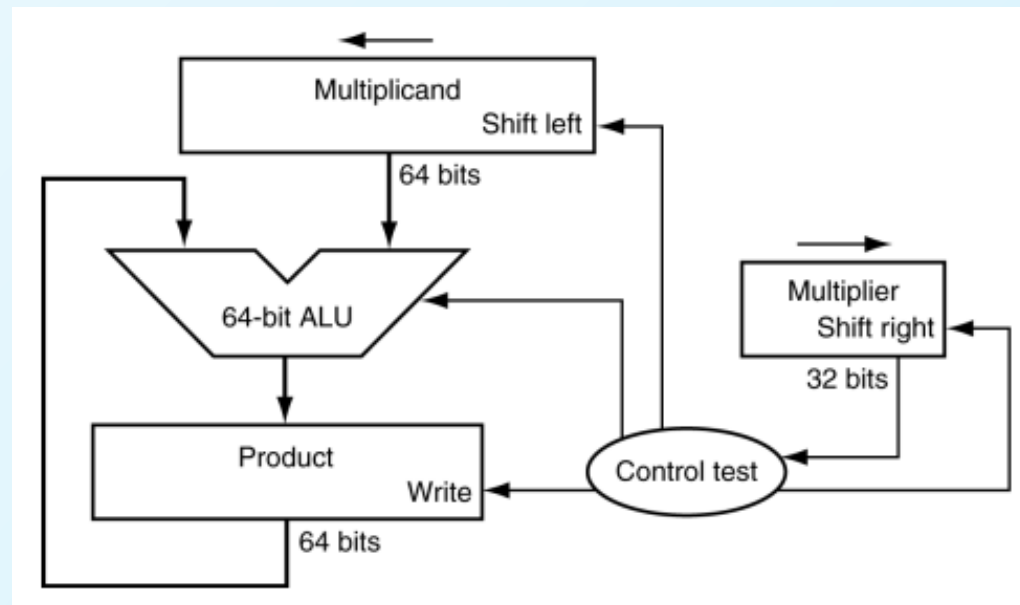 Multiplicand
Shift left
64 bits
64-bit ALU
Multiplier
Shift right
32 bits
Product
Write
Control test
64 bits